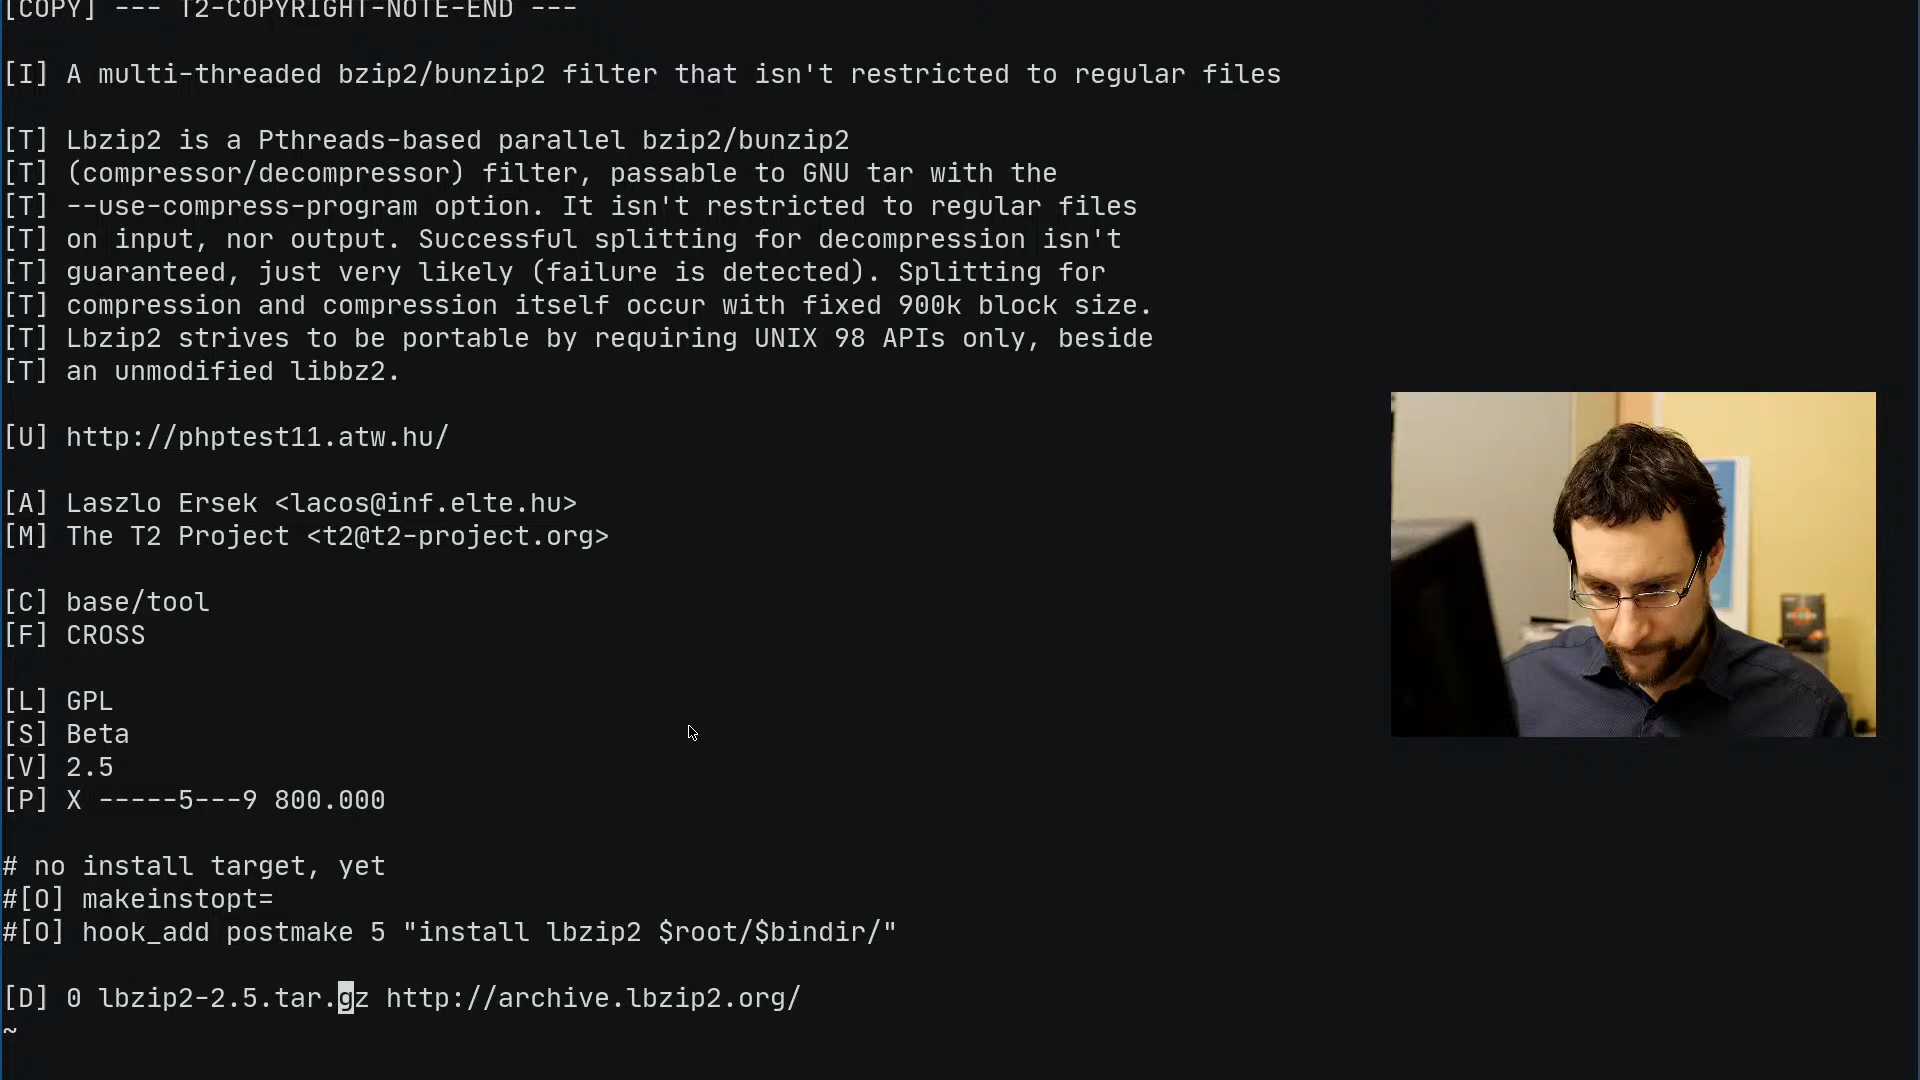 [COPY] --- T2-COPYRIGHT-NOTE-END ---
[I] A multi-threaded bzip2/bunzip2 filter that isn't restricted to regular files
[T] Lbzip2 is a Pthreads-based parallel bzip2/bunzip2
[T] (compressor/decompressor) filter, passable to GNU tar with the
[T] --use-compress-program option. It isn't restricted to regular files
[T] on input, nor output. Successful splitting for decompression isn't
[T] guaranteed, just very likely (failure is detected). Splitting for
[T] compression and compression itself occur with fixed 900k block size.
[T] Lbzip2 strives to be portable by requiring UNIX 98 APIs only, beside
[T] an unmodified libbz2.
[U] http://phptest11.atw.hu/
[A] Laszlo Ersek <lacos@inf.elte.hu>
[M] The T2 Project <t2@t2-project.org>
[C] base/tool
[F] CROSS
[L] GPL
[S] Beta
[V] 2.5
[P] X -----5---9 800.000
# no install target, yet
#[O] makeinstopt=
#[O] hook_add postmake 5 "install lbzip2 $root/$bindir/"
[D] 0 lbzip2-2.5.tar.gz http://archive.lbzip2.org/
~